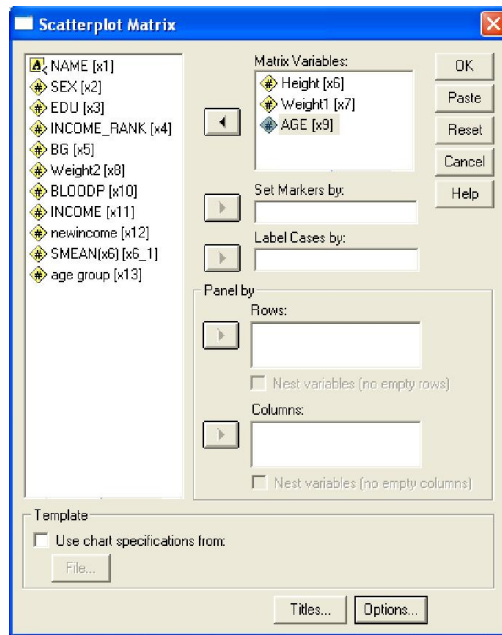 Scatterplot Matrix
NAME [x1]
SEX [x2]
EDU [x3]
INCOME_RANK [x4]
BG [x5]
Weight2 [x8]
BLOODP [x10]
INCOME [x11]
newincome [x12]
SMEAN(x6) [x6_1]
age group [x13]
Matrix Variables:
Height [x6]
Weight1 [x7]
AGE [x9]
OK
Paste
Reset
Cancel
Help
Set Markers by:
Label Cases by:
Panel by
Rows:
Nest variables (no empty rows)
Columns:
Nest variables (no empty columns)
Template
Use chart specifications from:
File...
Titles...
Options...